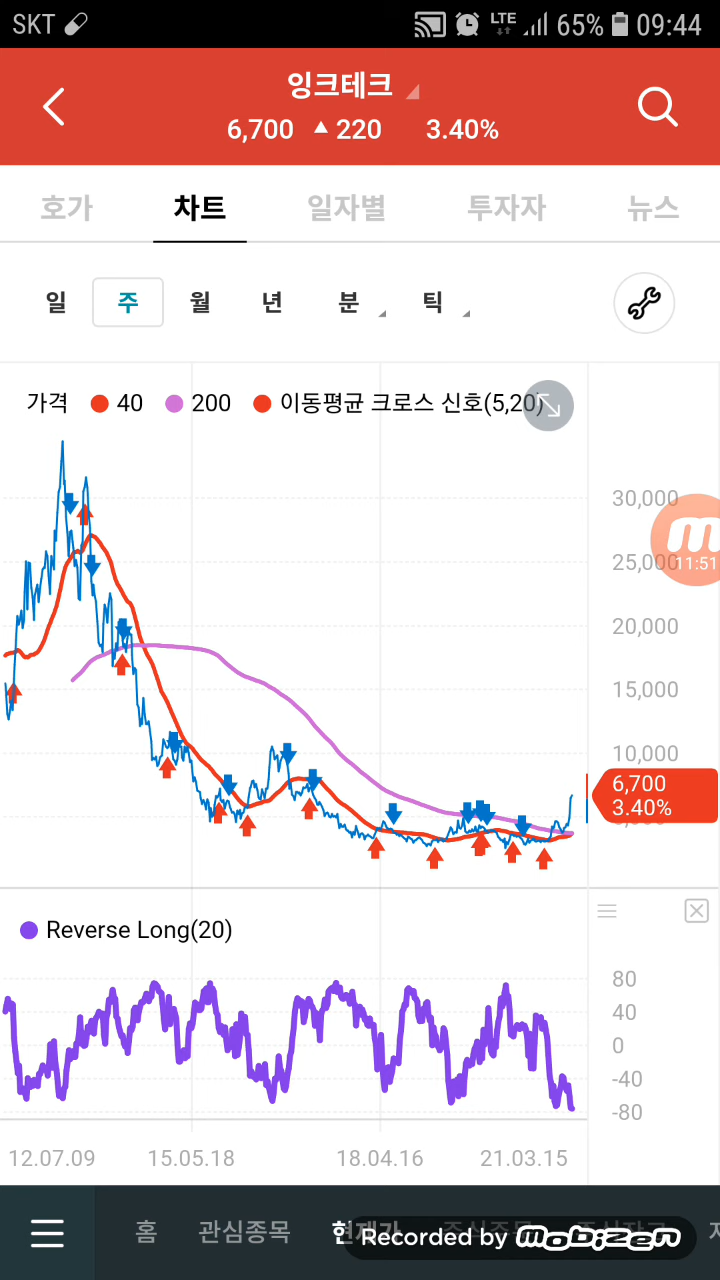 SKT LTE 65% 09:44
잉크테크
6,700 ▲ 220 3.40%
호가 차트 일자별 투자자 뉴스
일 주 월 년 분 틱
가격 40 200 이동평균 크로스 신호(5,20)
30,000
25,000
11:51
20,000
15,000
10,000
6,700
3.40%
Reverse Long(20)
80
40
0
-40
-80
12.07.09 15.05.18 18.04.16 21.03.15
홈 관심종목 현재가
Recorded by mobizen